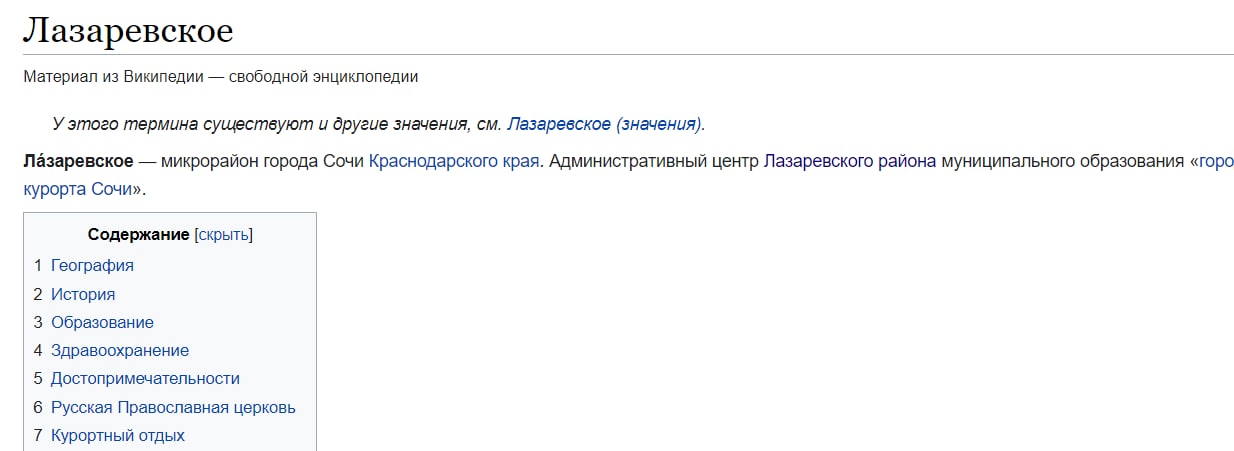 Лазаревское
Материал из Википедии — свободной энциклопедии
У этого термина существуют и другие значения, см. Лазаревское (значения).
Ла́заревское — микрорайон города Сочи Краснодарского края. Административный центр Лазаревского района муниципального образования «горо
курорта Сочи».
Содержание [скрыть]
1 География
2 История
3 Образование
4 Здравоохранение
5 Достопримечательности
6 Русская Православная церковь
7 Курортный отдых